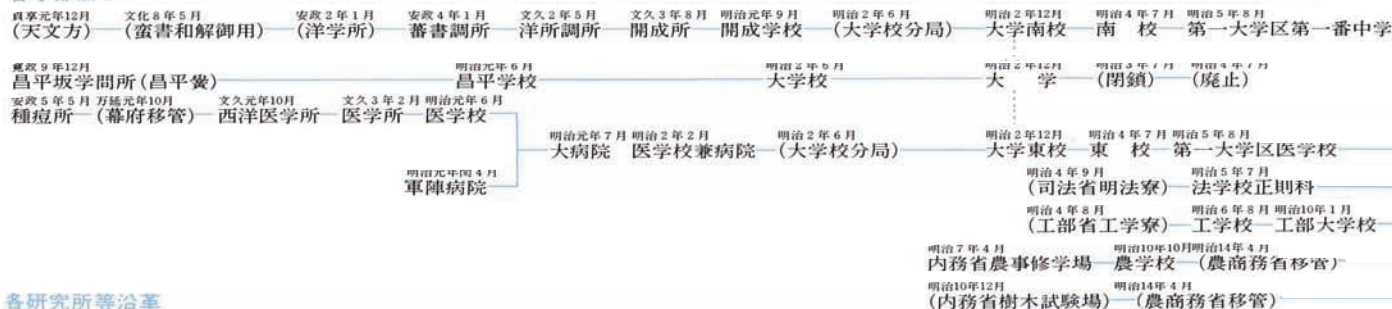 貞享元年12月 文化8年5月 安政2年1月 安政4年1月 文久2年5月 文久3年8月 明治元年9月 明治2年6月 明治2年12月 明治4年7月 明治5年8月
(天文方) (蛮書和解御用) (洋学所) 蕃書調所 洋所調所 開成所 開成学校 (大学校分局) 大学南校 南 校 第一大学区第一番中学
寛政9年12月 明治元年6月 明治2年6月 明治2年12月 明治3年7月 明治4年7月
昌平坂学問所(昌平黌) 昌平学校 大学校 大 学 (閉鎖) (廃止)
安政5年5月 万延元年10月 文久元年10月 文久3年2月 明治元年6月
種痘所 (幕府移管) 西洋医学所 医学所 医学校
明治元年7月 明治2年2月 明治2年6月 明治2年12月 明治4年7月 明治5年8月
大病院 医学校兼病院 (大学校分局) 大学東校 東 校 第一大学区医学校
明治元年閏4月 明治4年9月 明治5年7月
軍陣病院 (司法省明法寮) 法学校正則科
明治4年8月 明治6年8月 明治10年1月
(工部省工学寮) 工学校 工部大学校
明治7年4月 明治10年10月 明治14年4月
内務省農事修学場 農学校 (農商務省移管)
明治10年12月 明治14年4月
各研究所等沿革 (内務省樹木試験場) (農商務省移管)